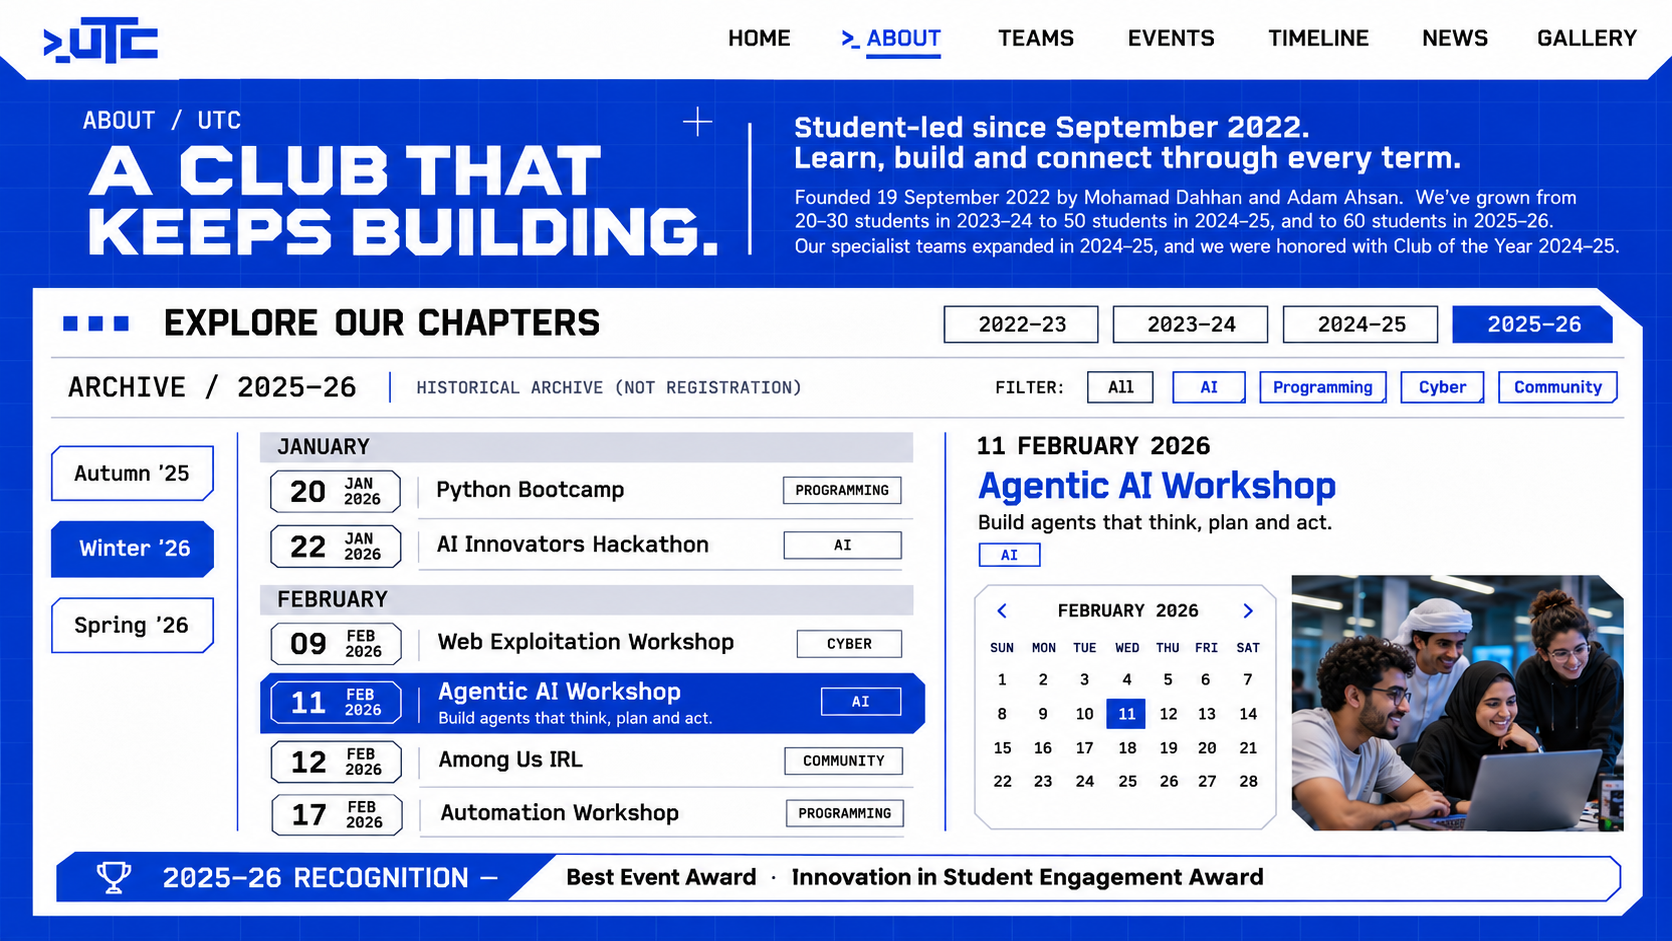 >_UTC
HOME >_ ABOUT TEAMS EVENTS TIMELINE NEWS GALLERY
ABOUT / UTC
A CLUB THAT
KEEPS BUILDING.
Student-led since September 2022.
Learn, build and connect through every term.
Founded 19 September 2022 by Mohamad Dahhan and Adam Ahsan. We've grown from
20–30 students in 2023–24 to 50 students in 2024–25, and to 60 students in 2025–26.
Our specialist teams expanded in 2024–25, and we were honored with Club of the Year 2024–25.
EXPLORE OUR CHAPTERS
2022–23 2023–24 2024–25 2025–26
ARCHIVE / 2025–26
HISTORICAL ARCHIVE (NOT REGISTRATION)
FILTER: All AI Programming Cyber Community
Autumn '25
Winter '26
Spring '26
JANUARY
20 JAN 2026 Python Bootcamp PROGRAMMING
22 JAN 2026 AI Innovators Hackathon AI
FEBRUARY
09 FEB 2026 Web Exploitation Workshop CYBER
11 FEB 2026 Agentic AI Workshop AI
Build agents that think, plan and act.
12 FEB 2026 Among Us IRL COMMUNITY
17 FEB 2026 Automation Workshop PROGRAMMING
11 FEBRUARY 2026
Agentic AI Workshop
Build agents that think, plan and act.
AI
< FEBRUARY 2026 >
SUN MON TUE WED THU FRI SAT
1 2 3 4 5 6 7
8 9 10 11 12 13 14
15 16 17 18 19 20 21
22 23 24 25 26 27 28
2025–26 RECOGNITION —
Best Event Award · Innovation in Student Engagement Award